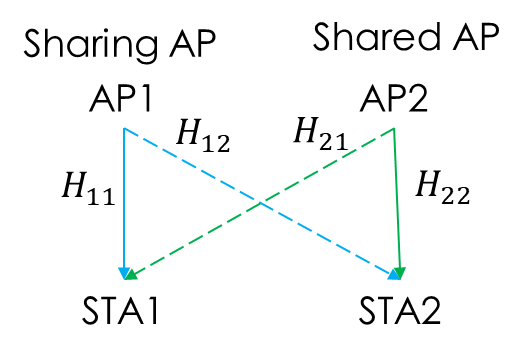 Sharing AP
Shared AP
AP1
AP2
H₁₂
H₂₁
H₁₁
H₂₂
STA1
STA2